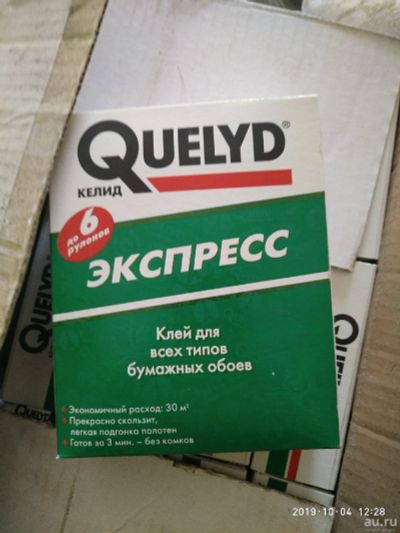 QUELYD®
КЕЛИД
до 6 рулонов
ЭКСПРЕСС
Клей для
всех типов
бумажных обоев
Экономичный расход: 30 м²
Прекрасно скользит,
легкая подгонка полотен
Готов за 3 мин. – без комков
QUELYD
2019-10-04 12:28
au.ru